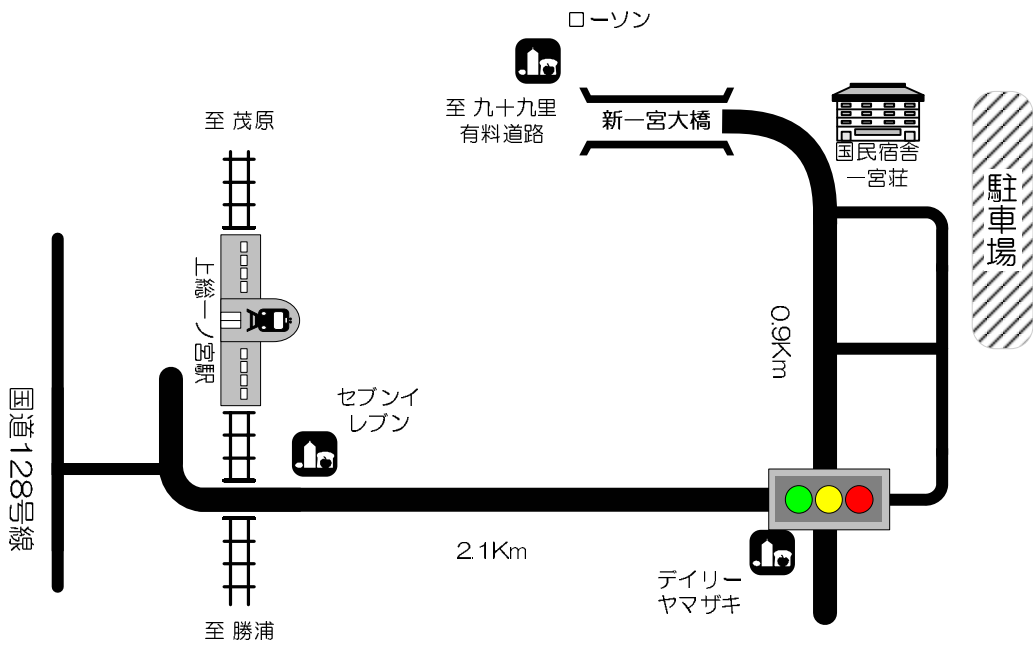 ローソン
至 九十九里
有料道路
新一宮大橋
国民宿舎
一宮荘
駐車場
至 茂原
上総一ノ宮駅
0.9Km
セブンイ
レブン
国道128号線
2.1Km
デイリー
ヤマザキ
至 勝浦